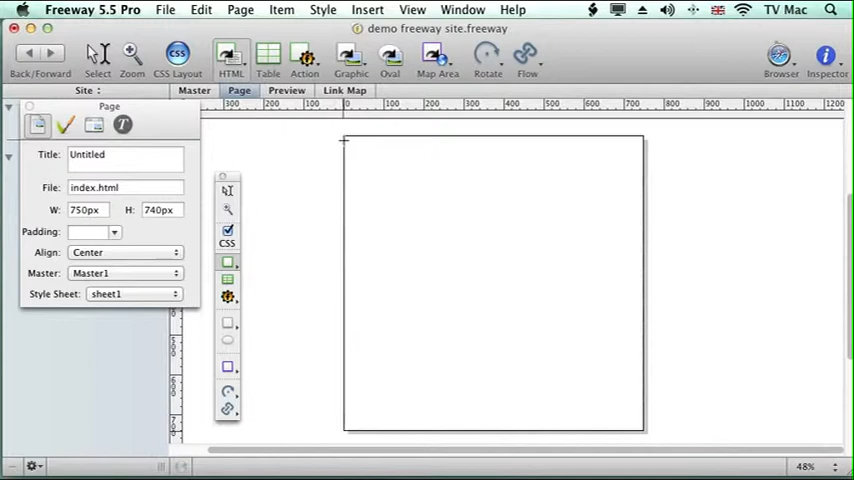 Freeway 5.5 Pro File Edit Page Item Style Insert View Window Help TV Mac
demo freeway site.freeway
Back/Forward Select Zoom CSS Layout HTML Table Action Graphic Oval Map Area Rotate Flow Browser Inspector
CSS
Site : Master Page Preview Link Map
Page
300 200 100 0 100 200 300 400 500 600 700 800 900 1000 1100 1200
T
Title: Untitled
File: index.html
W: 750px H: 740px
Padding:
Align: Center
Master: Master1
Style Sheet: sheet1
CSS
500
600
48%